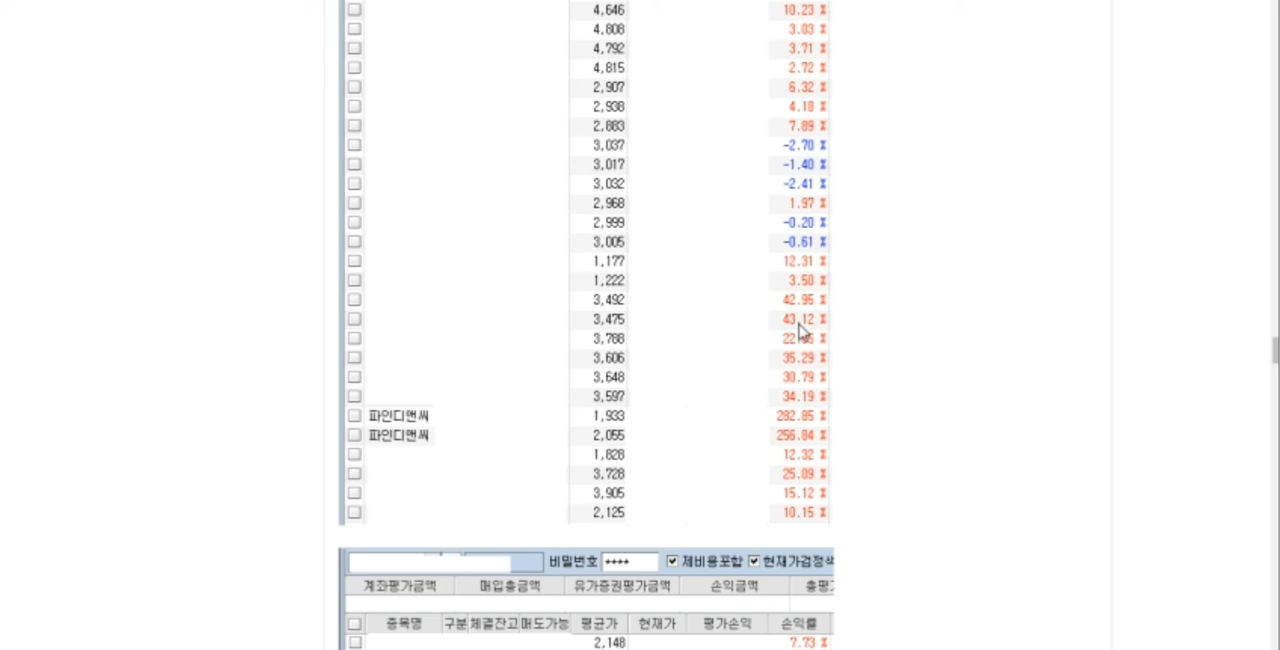 4,646 10.23 %
4,808 3.03 %
4,792 3.71 %
4,815 2.72 %
2,907 6.32 %
2,938 4.18 %
2,883 7.89 %
3,037 -2.70 %
3,017 -1.40 %
3,032 -2.41 %
2,968 1.97 %
2,999 -0.20 %
3,005 -0.61 %
1,177 12.31 %
1,222 3.50 %
3,492 42.95 %
3,475 43.12 %
3,788
3,606 35.29 %
3,648 30.79 %
3,597 34.19 %
파인디앤씨 1,933 282.85 %
파인디앤씨 2,055 256.84 %
1,828 12.32 %
3,728 25.09 %
3,905 15.12 %
2,125 10.15 %
비밀번호 **** 제비용포함 현재가검정색
계좌평가금액 매입총금액 유가증권평가금액 손익금액 총평가
종목명 구분 체결잔고 매도가능 평균가 현재가 평가손익 손익률
2,148 7.73 %